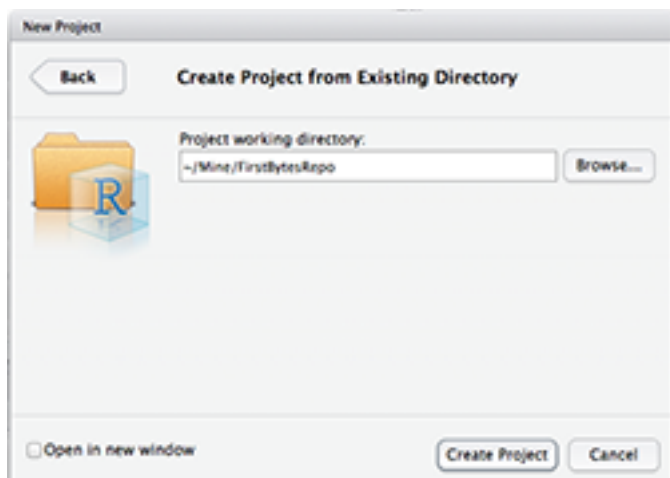 New Project
Back
Create Project from Existing Directory
Project working directory:
~/Mine/FirstBytesRepo
Browse...
R
Open in new window
Create Project
Cancel